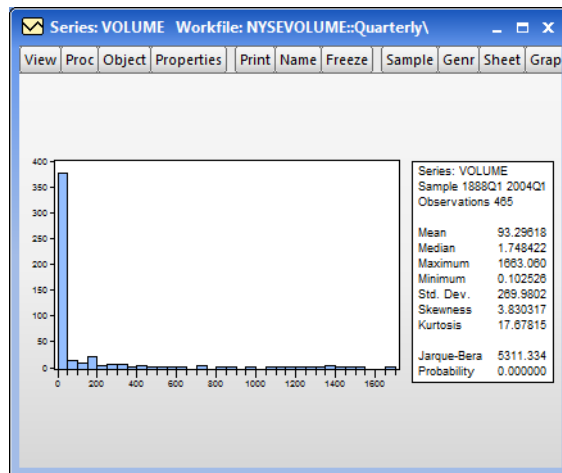 Series: VOLUME Workfile: NYSEVOLUME::Quarterly\
View Proc Object Properties Print Name Freeze Sample Genr Sheet Grap
400
350
300
250
200
150
100
50
0
0 200 400 600 800 1000 1200 1400 1600
Series: VOLUME
Sample 1888Q1 2004Q1
Observations 465
Mean 93.29618
Median 1.748422
Maximum 1663.060
Minimum 0.102526
Std. Dev. 269.9802
Skewness 3.830317
Kurtosis 17.67815
Jarque-Bera 5311.334
Probability 0.000000